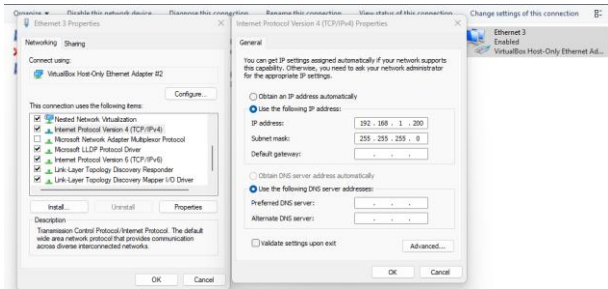 Organize Disable this network device Diagnose this connection Rename this connection View status of this connection Change settings of this connection
Ethernet 3 Properties
Networking Sharing
Connect using:
VirtualBox Host-Only Ethernet Adapter #2
Configure...
This connection uses the following items:
Nested Network Virtualization
Internet Protocol Version 4 (TCP/IPv4)
Microsoft Network Adapter Multiplexor Protocol
Microsoft LLDP Protocol Driver
Internet Protocol Version 6 (TCP/IPv6)
Link-Layer Topology Discovery Responder
Link-Layer Topology Discovery Mapper I/O Driver
Install... Uninstall Properties
Description
Transmission Control Protocol/Internet Protocol. The default
wide area network protocol that provides communication
across diverse interconnected networks.
OK Cancel
Internet Protocol Version 4 (TCP/IPv4) Properties
General
You can get IP settings assigned automatically if your network supports
this capability. Otherwise, you need to ask your network administrator
for the appropriate IP settings.
Obtain an IP address automatically
Use the following IP address:
IP address: 192 . 168 . 1 . 200
Subnet mask: 255 . 255 . 255 . 0
Default gateway: . . .
Obtain DNS server address automatically
Use the following DNS server addresses:
Preferred DNS server: . . .
Alternate DNS server: . . .
Validate settings upon exit Advanced...
OK Cancel
Ethernet 3
Enabled
VirtualBox Host-Only Ethernet Ad...